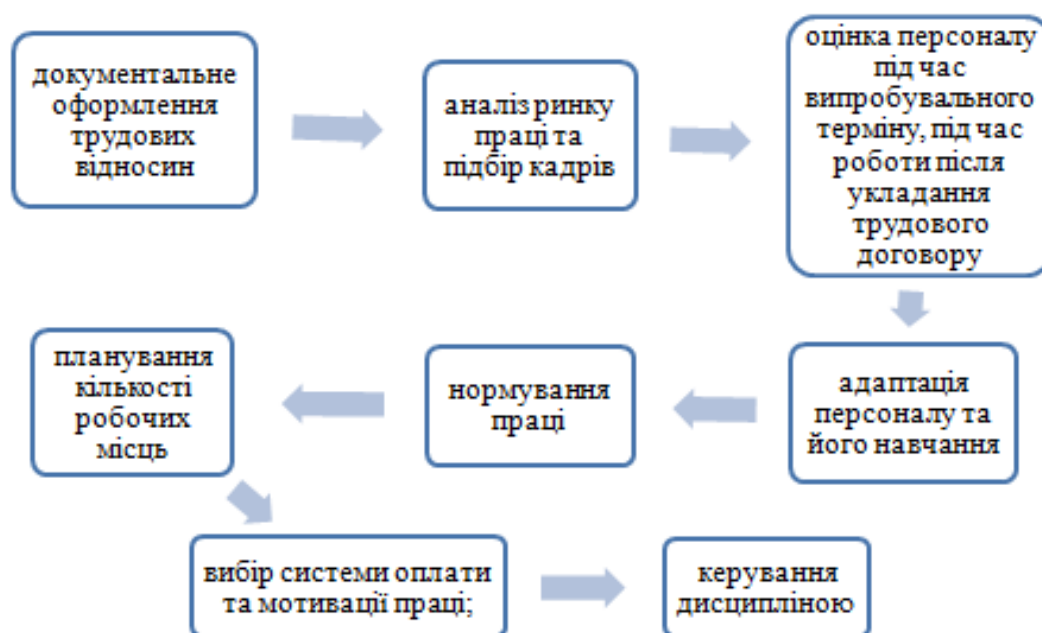 документальне
оформлення
трудових
відносин
аналіз ринку
праці та
підбір кадрів
оцінка персоналу
під час
випробувального
терміну, під час
роботи після
укладання
трудового
договору
адаптація
персоналу та
його навчання
нормування
праці
планування
кількості
робочих
місць
вибір системи оплати
та мотивації праці;
керування
дисципліною